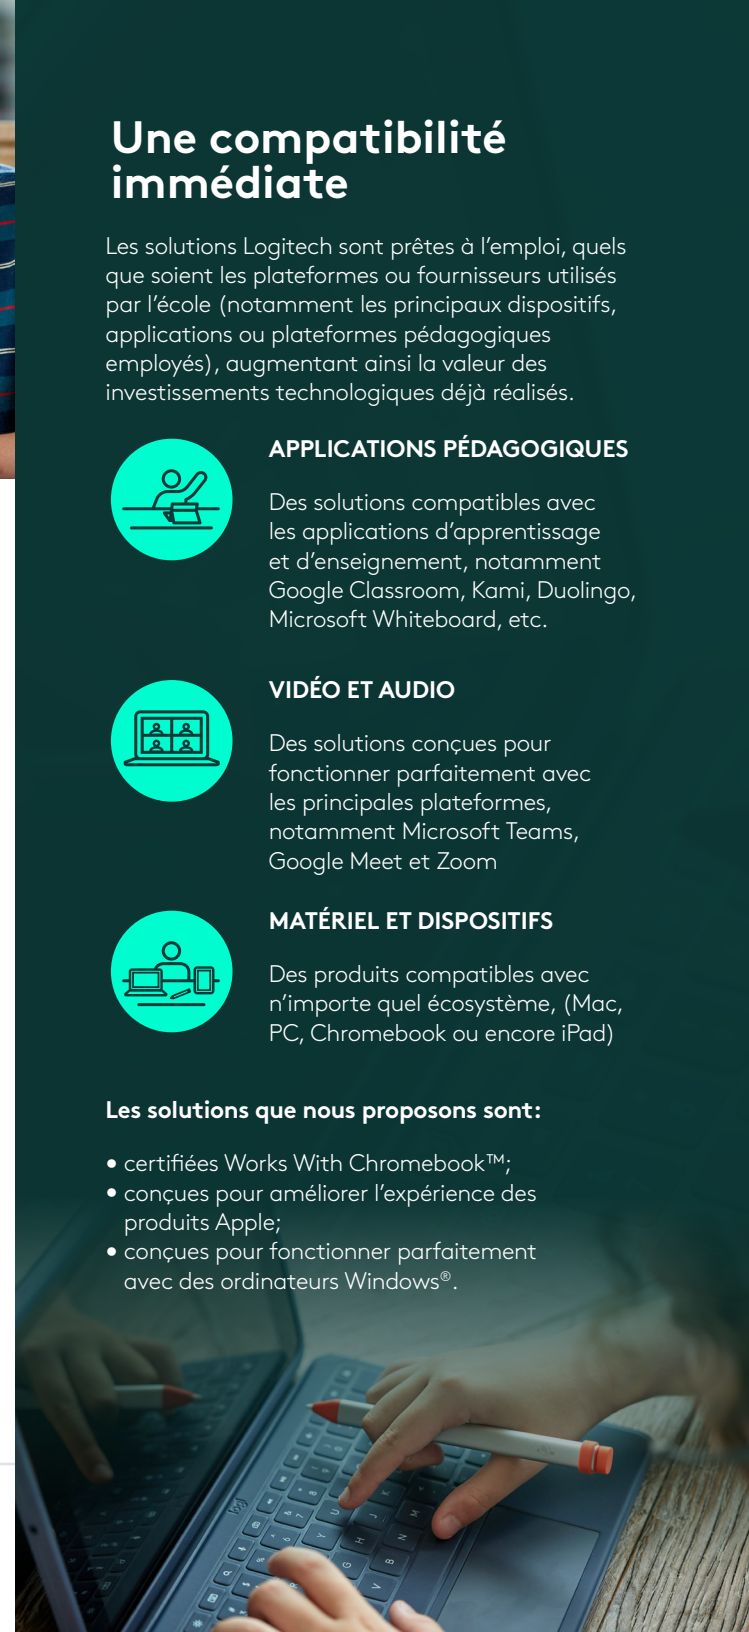 Une compatibilité
immédiate
Les solutions Logitech sont prêtes à l’emploi, quels
que soient les plateformes ou fournisseurs utilisés
par l’école (notamment les principaux dispositifs,
applications ou plateformes pédagogiques
employés), augmentant ainsi la valeur des
investissements technologiques déjà réalisés.
APPLICATIONS PÉDAGOGIQUES
Des solutions compatibles avec
les applications d’apprentissage
et d’enseignement, notamment
Google Classroom, Kami, Duolingo,
Microsoft Whiteboard, etc.
VIDÉO ET AUDIO
Des solutions conçues pour
fonctionner parfaitement avec
les principales plateformes,
notamment Microsoft Teams,
Google Meet et Zoom
MATÉRIEL ET DISPOSITIFS
Des produits compatibles avec
n’importe quel écosystème, (Mac,
PC, Chromebook ou encore iPad)
Les solutions que nous proposons sont:
• certifiées Works With Chromebook™;
• conçues pour améliorer l’expérience des
produits Apple;
• conçues pour fonctionner parfaitement
avec des ordinateurs Windows®.
logi